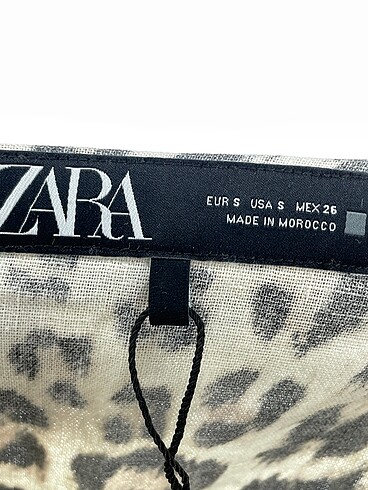 ZARA
EUR S USA S MEX 26
MADE IN MOROCCO